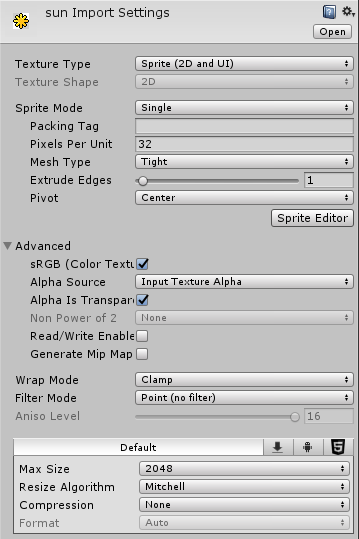 sun Import Settings
Open
Texture Type Sprite (2D and UI)
Texture Shape 2D
Sprite Mode Single
Packing Tag
Pixels Per Unit 32
Mesh Type Tight
Extrude Edges 1
Pivot Center
Sprite Editor
Advanced
sRGB (Color Textu
Alpha Source Input Texture Alpha
Alpha Is Transpare
Non Power of 2 None
Read/Write Enable
Generate Mip Map
Wrap Mode Clamp
Filter Mode Point (no filter)
Aniso Level 16
Default
Max Size 2048
Resize Algorithm Mitchell
Compression None
Format Auto